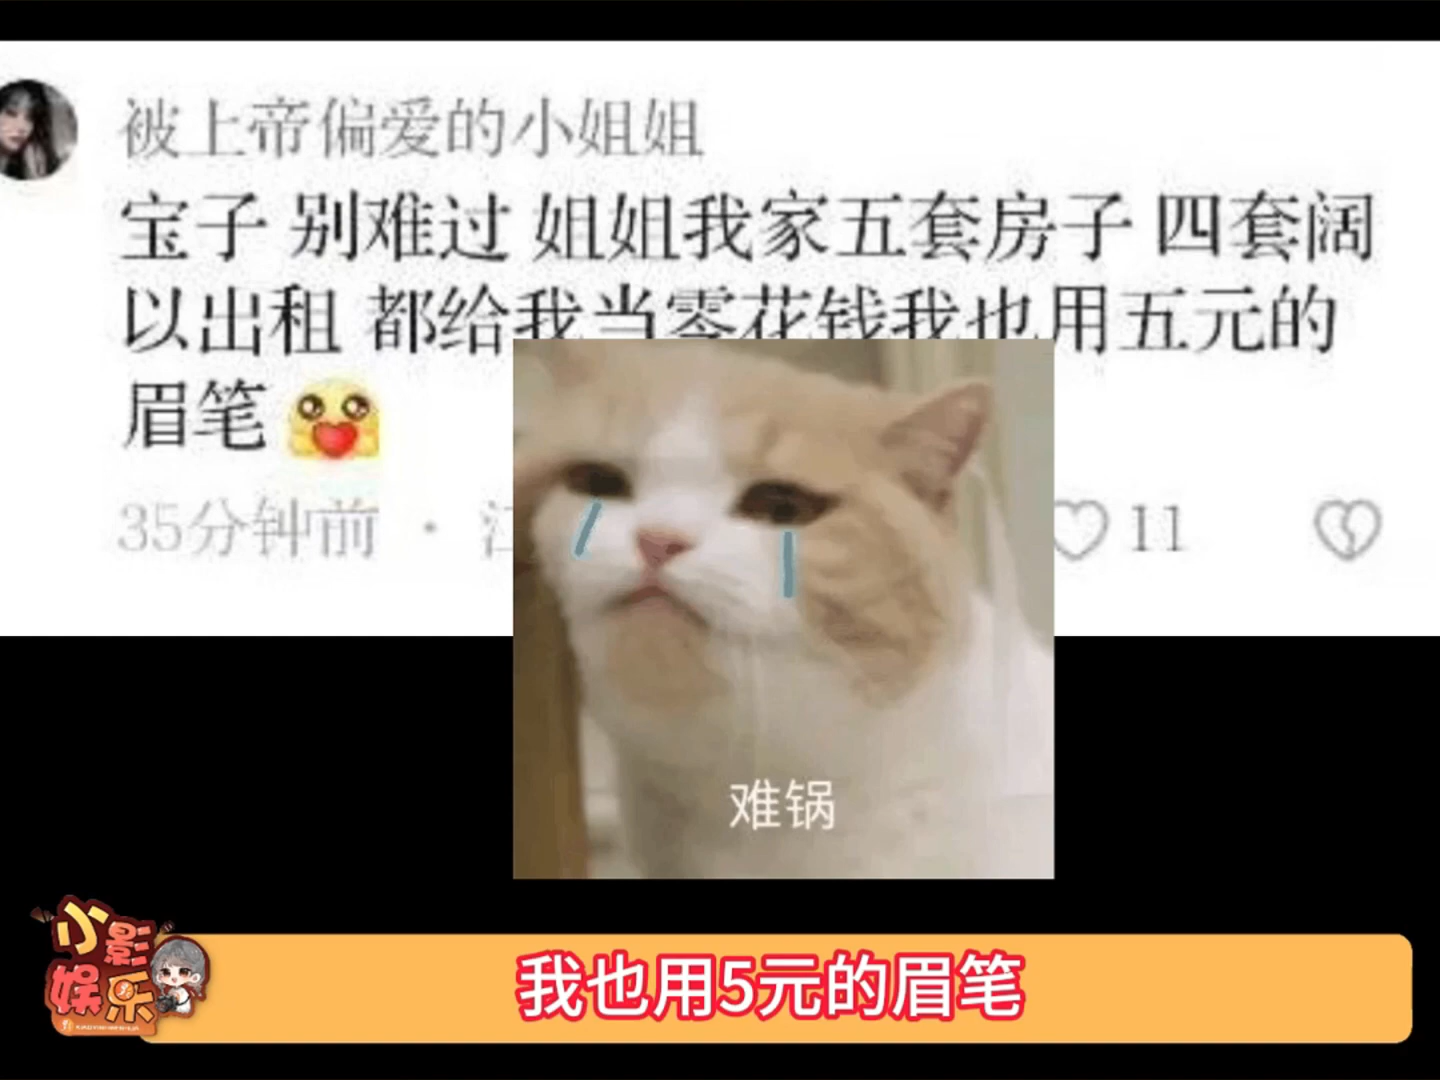 被上帝偏爱的小姐姐
宝子 别难过 姐姐我家五套房子 四套阔
以出租 都给我当零花钱我也用五元的
眉笔
35分钟前 ·
11
难锅
小影
娱乐
我也用5元的眉笔